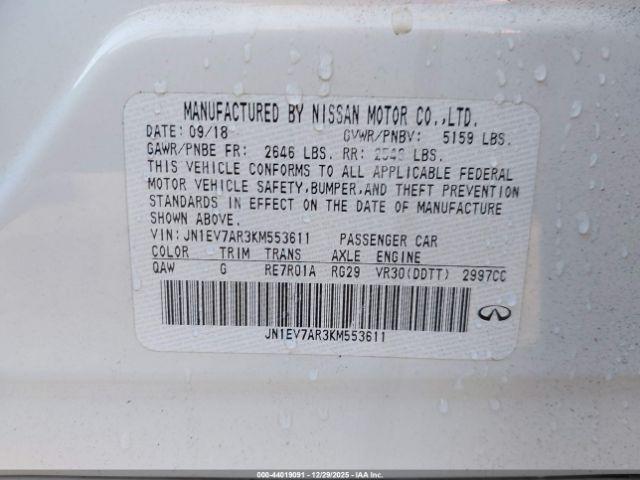 MANUFACTURED BY NISSAN MOTOR CO.,LTD.
DATE: 09/18 GVWR/PNBV: 5159 LBS.
GAWR/PNBE FR: 2646 LBS. RR: LBS.
THIS VEHICLE CONFORMS TO ALL APPLICABLE FEDERAL
MOTOR VEHICLE SAFETY,BUMPER,AND THEFT PREVENTION
STANDARDS IN EFFECT ON THE DATE OF MANUFACTURE
SHOWN ABOVE.
VIN: JN1EV7AR3KM553611 PASSENGER CAR
COLOR TRIM TRANS AXLE ENGINE
QAW G RE7R01A RG29 VR30(DDTT) 2997CC
JN1EV7AR3KM553611
000-44019091 | 12/29/2025 | IAAI.CA